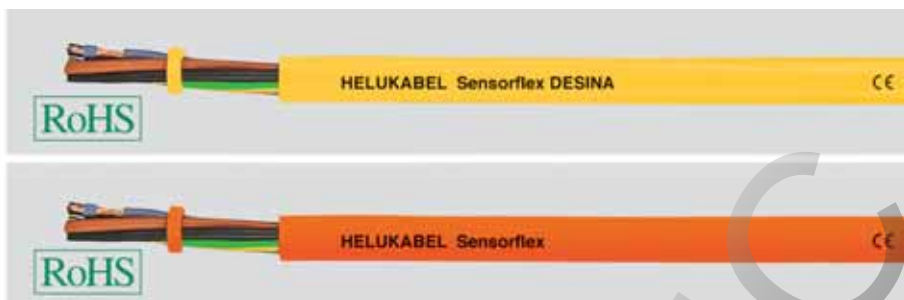 HELUKABEL Sensorflex DESINA CE
RoHS
HELUKABEL Sensorflex CE
RoHS